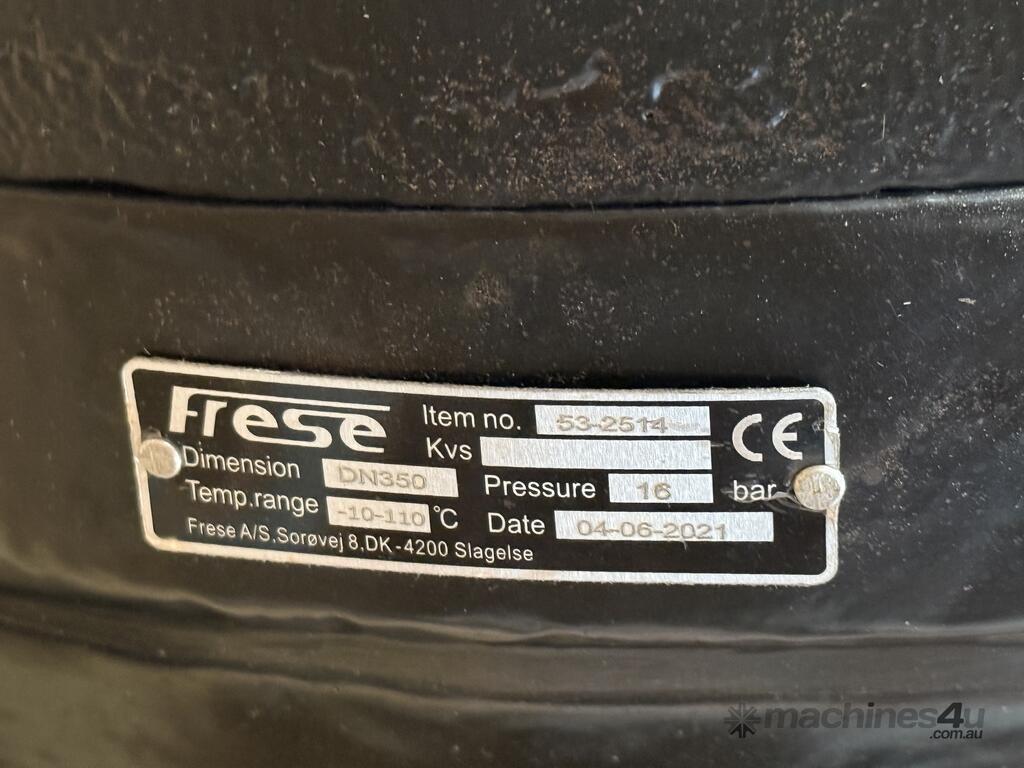 Frese
Item no. 53-2514
Kvs
CE
Dimension DN350
Pressure 16 bar
Temp.range -10-110 °C
Date 04-06-2021
Frese A/S,Sorøvej 8,DK-4200 Slagelse
machines4u
.com.au